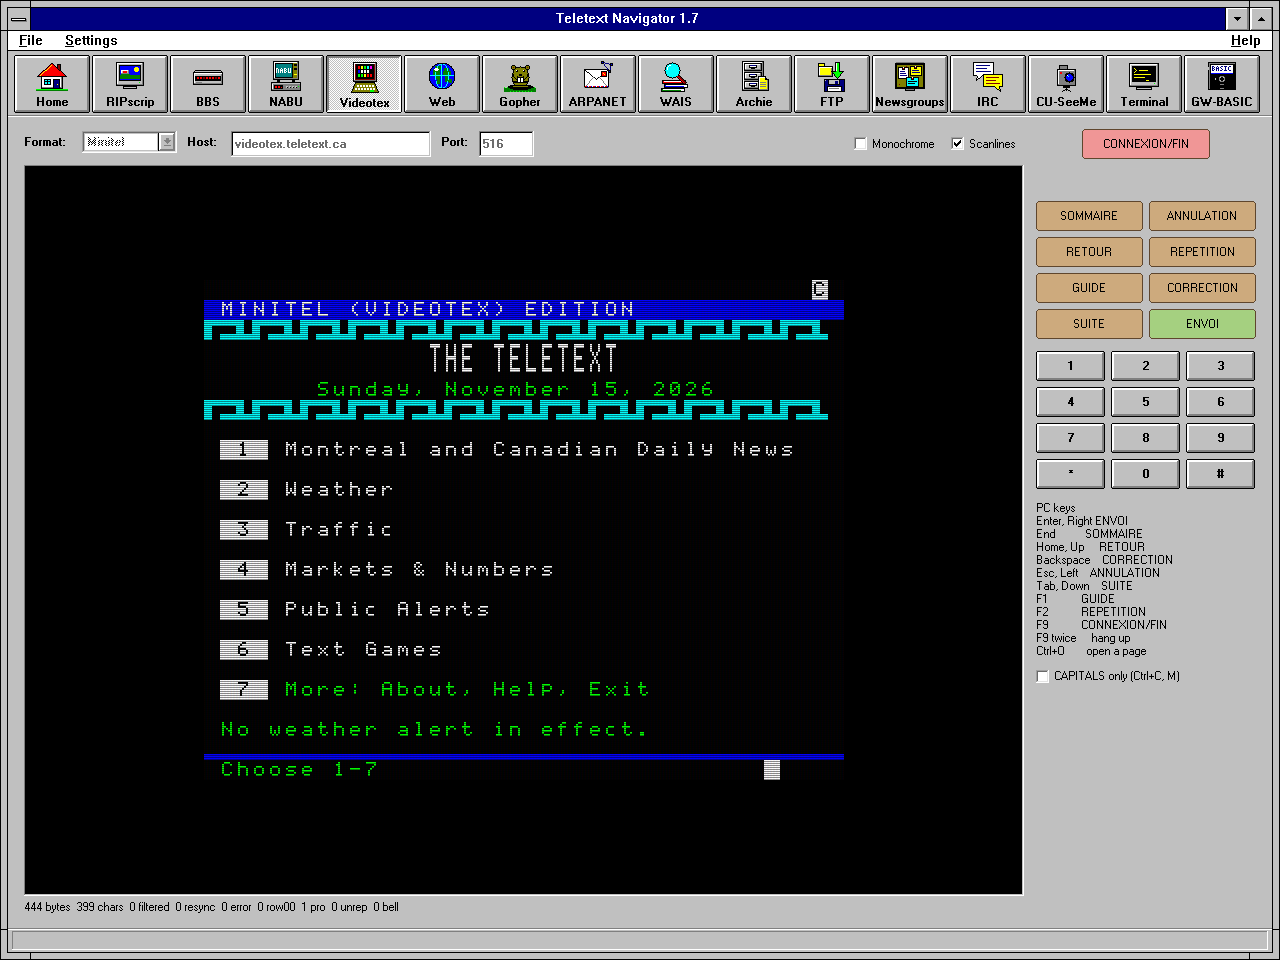 Teletext Navigator 1.7
File Settings Help
Home RIPscrip BBS NABU Videotex Web Gopher ARPANET WAIS Archie FTP Newsgroups IRC CU-SeeMe Terminal GW-BASIC
Format: Minitel Host: videotex.teletext.ca Port: 516 Monochrome Scanlines CONNEXION/FIN
C
MINITEL (VIDEOTEX) EDITION
THE TELETEXT
Sunday, November 15, 2026
1 Montreal and Canadian Daily News
2 Weather
3 Traffic
4 Markets & Numbers
5 Public Alerts
6 Text Games
7 More: About, Help, Exit
No weather alert in effect.
Choose 1-7
SOMMAIRE ANNULATION
RETOUR REPETITION
GUIDE CORRECTION
SUITE ENVOI
1 2 3
4 5 6
7 8 9
* 0 #
PC keys
Enter, Right ENVOI
End SOMMAIRE
Home, Up RETOUR
Backspace CORRECTION
Esc, Left ANNULATION
Tab, Down SUITE
F1 GUIDE
F2 REPETITION
F9 CONNEXION/FIN
F9 twice hang up
Ctrl+O open a page
CAPITALS only (Ctrl+C, M)
444 bytes 399 chars 0 filtered 0 resync 0 error 0 row00 1 pro 0 unrep 0 bell